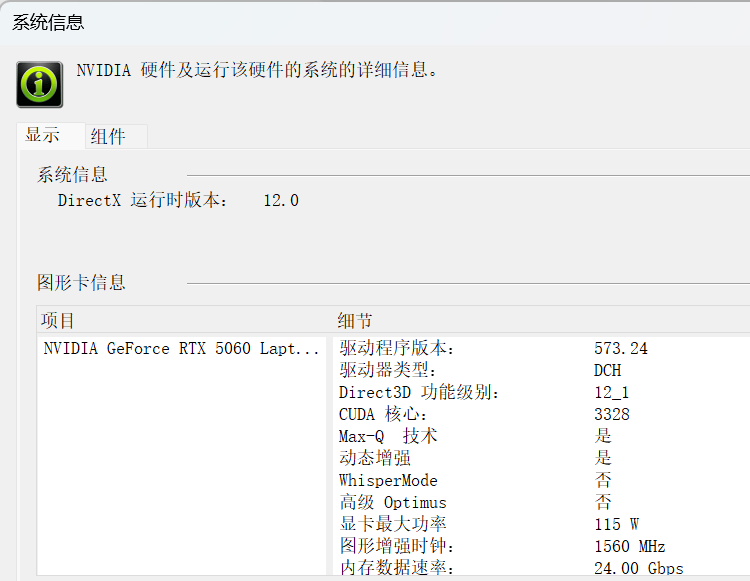 系统信息
NVIDIA 硬件及运行该硬件的系统的详细信息。
显示 组件
系统信息
DirectX 运行时版本： 12.0
图形卡信息
项目 细节
NVIDIA GeForce RTX 5060 Lapt... 驱动程序版本： 573.24
驱动器类型： DCH
Direct3D 功能级别： 12_1
CUDA 核心： 3328
Max-Q 技术 是
动态增强 是
WhisperMode 否
高级 Optimus 否
显卡最大功率 115 W
图形增强时钟： 1560 MHz
内存数据速率： 24.00 Gbps